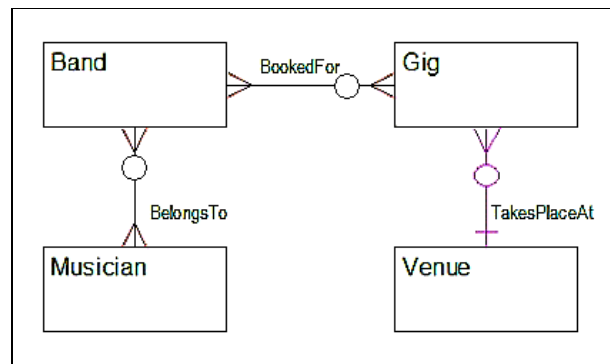 Band
BookedFor
Gig
BelongsTo
TakesPlaceAt
Musician
Venue